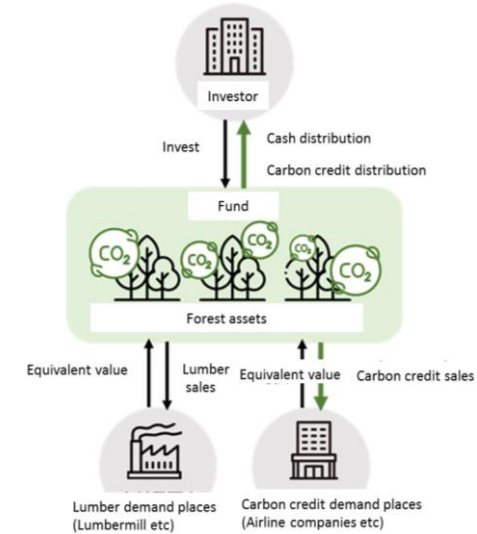 Investor
Invest
Cash distribution
Carbon credit distribution
Fund
CO₂
CO₂
CO₂
CO₂
CO₂
Forest assets
Equivalent value
Lumber
sales
Equivalent value
Carbon credit sales
Lumber demand places
(Lumbermill etc)
Carbon credit demand places
(Airline companies etc)